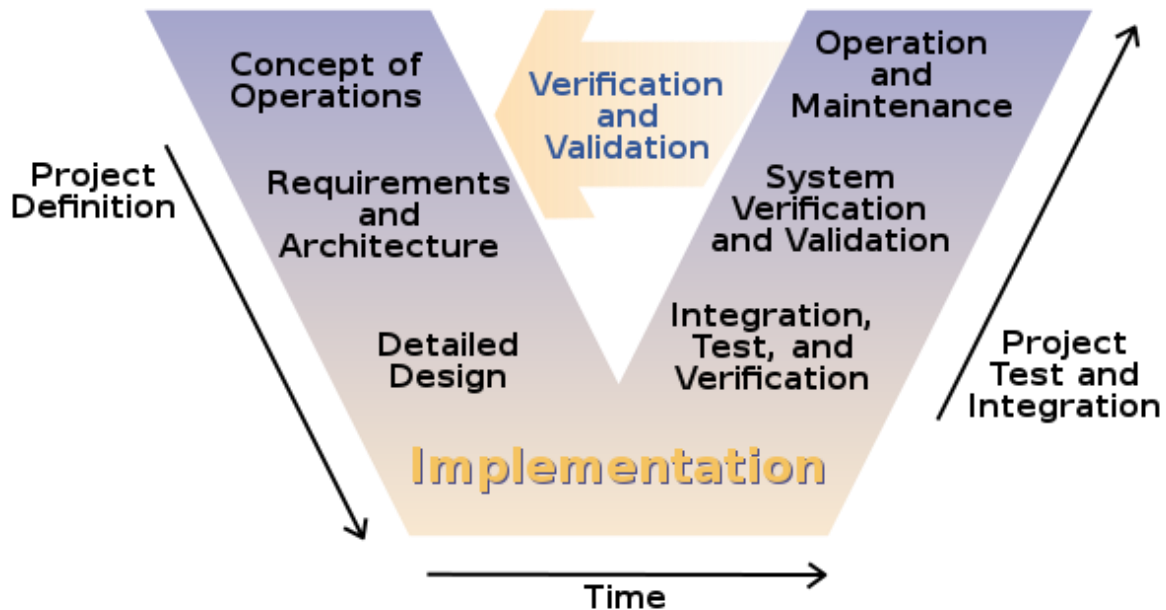 Concept of
Operations
Verification
and
Validation
Operation
and
Maintenance
Project
Definition
Requirements
and
Architecture
System
Verification
and Validation
Detailed
Design
Integration,
Test, and
Verification
Project
Test and
Integration
Implementation
Time